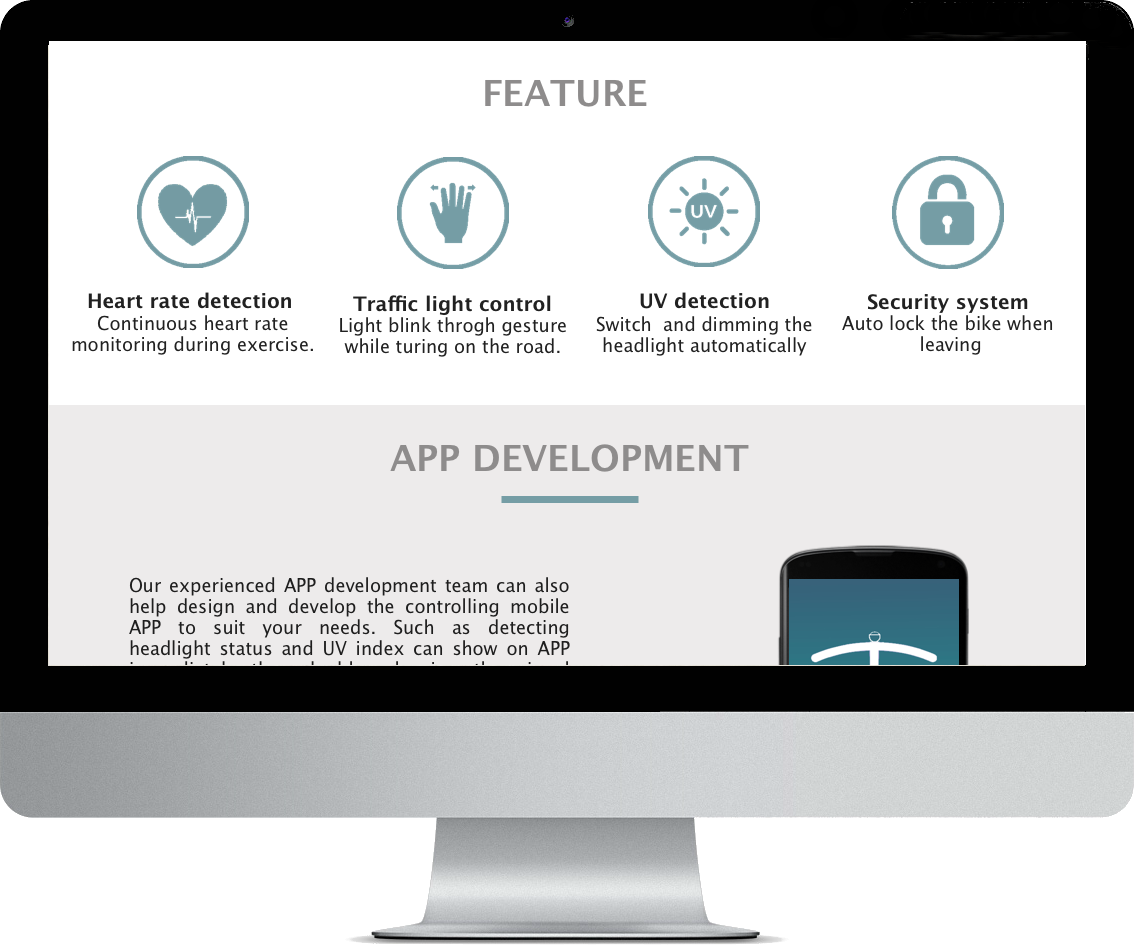 FEATURE
UV
Heart rate detection
Continuous heart rate
monitoring during exercise.
Traffic light control
Light blink throgh gesture
while turing on the road.
UV detection
Switch  and dimming the
headlight automatically
Security system
Auto lock the bike when
leaving
APP DEVELOPMENT
Our experienced APP development team can also
help design and develop the controlling mobile
APP to suit your needs. Such as detecting
headlight status and UV index can show on APP